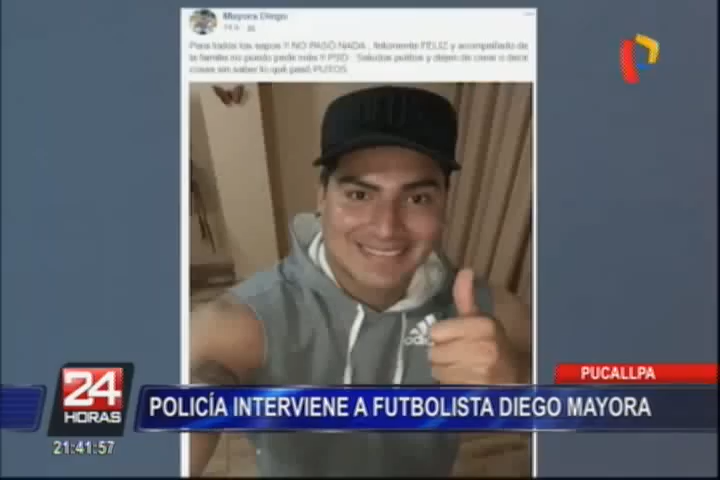 Mayora Diego
Para todos los sapos !! NO PASÓ NADA , felizmente FELIZ y acompañado de
la familia no puedo pedir más !! PSD : Saludos putitos y dejen de creer o decir
cosas sin saber lo qué pasó PUTOS
adidas
PUCALLPA
24
HORAS
POLICÍA INTERVIENE A FUTBOLISTA DIEGO MAYORA
21:41:57